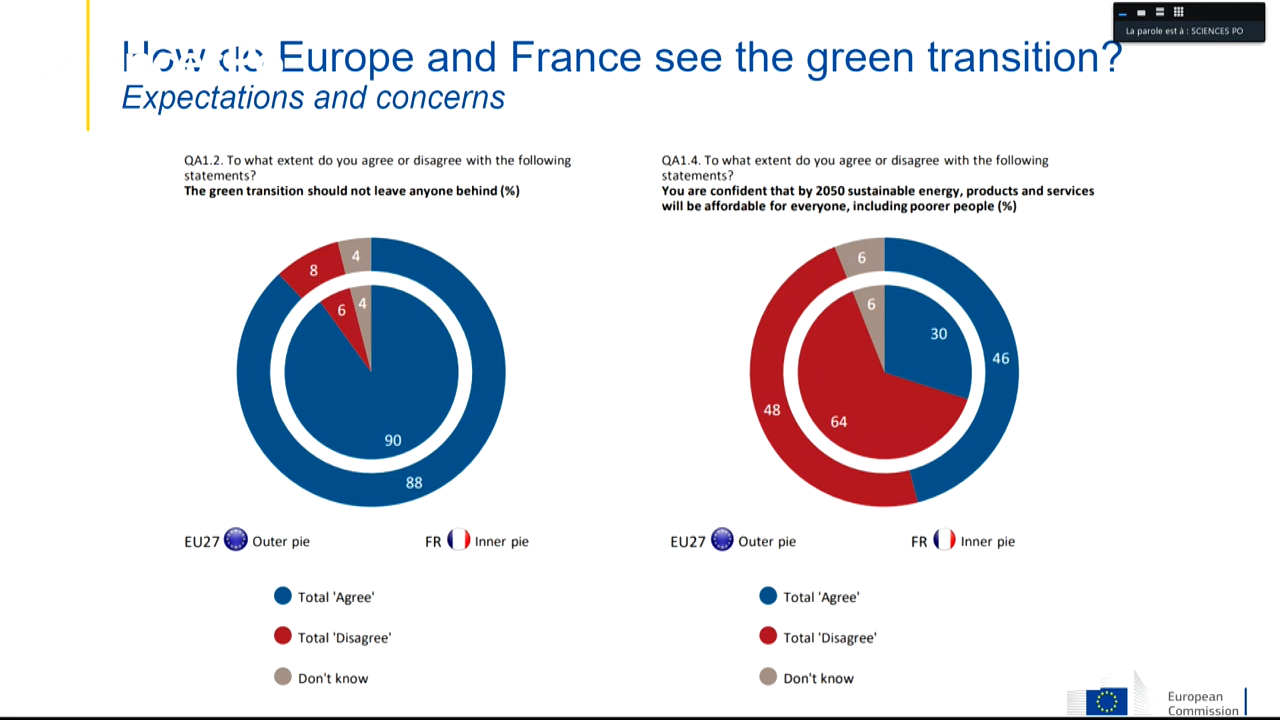 La parole est à : SCIENCES PO
Europe and France see the green transition?
Expectations and concerns
QA1.2. To what extent do you agree or disagree with the following
statements?
The green transition should not leave anyone behind (%)
QA1.4. To what extent do you agree or disagree with the following
statements?
You are confident that by 2050 sustainable energy, products and services
will be affordable for everyone, including poorer people (%)
4
8
4
6
90
88
6
6
30
46
48
64
EU27 Outer pie
FR Inner pie
EU27 Outer pie
FR Inner pie
Total 'Agree'
Total 'Disagree'
Don't know
Total 'Agree'
Total 'Disagree'
Don't know
European
Commission